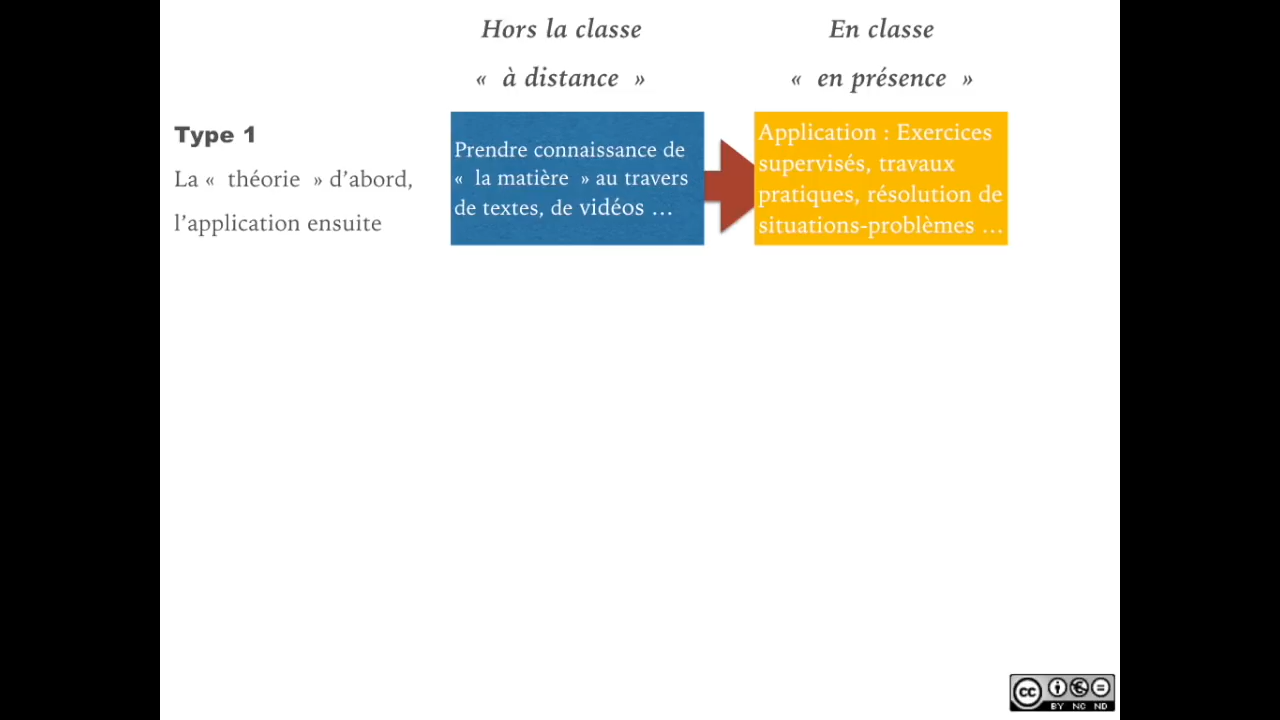 Hors la classe
« à distance »
En classe
« en présence »
Type 1
La « théorie » d’abord,
l’application ensuite
Prendre connaissance de
« la matière » au travers
de textes, de vidéos …
Application : Exercices
supervisés, travaux
pratiques, résolution de
situations-problèmes …
cc
BY NC ND